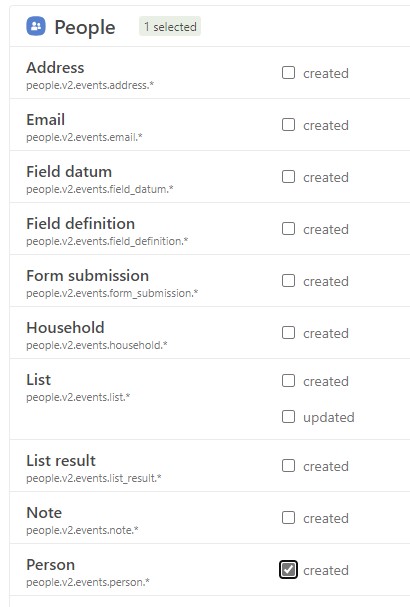 People 1 selected
Address created
people.v2.events.address.*
Email created
people.v2.events.email.*
Field datum created
people.v2.events.field_datum.*
Field definition created
people.v2.events.field_definition.*
Form submission created
people.v2.events.form_submission.*
Household created
people.v2.events.household.*
List created
people.v2.events.list.*
updated
List result created
people.v2.events.list_result.*
Note created
people.v2.events.note.*
Person created
people.v2.events.person.*